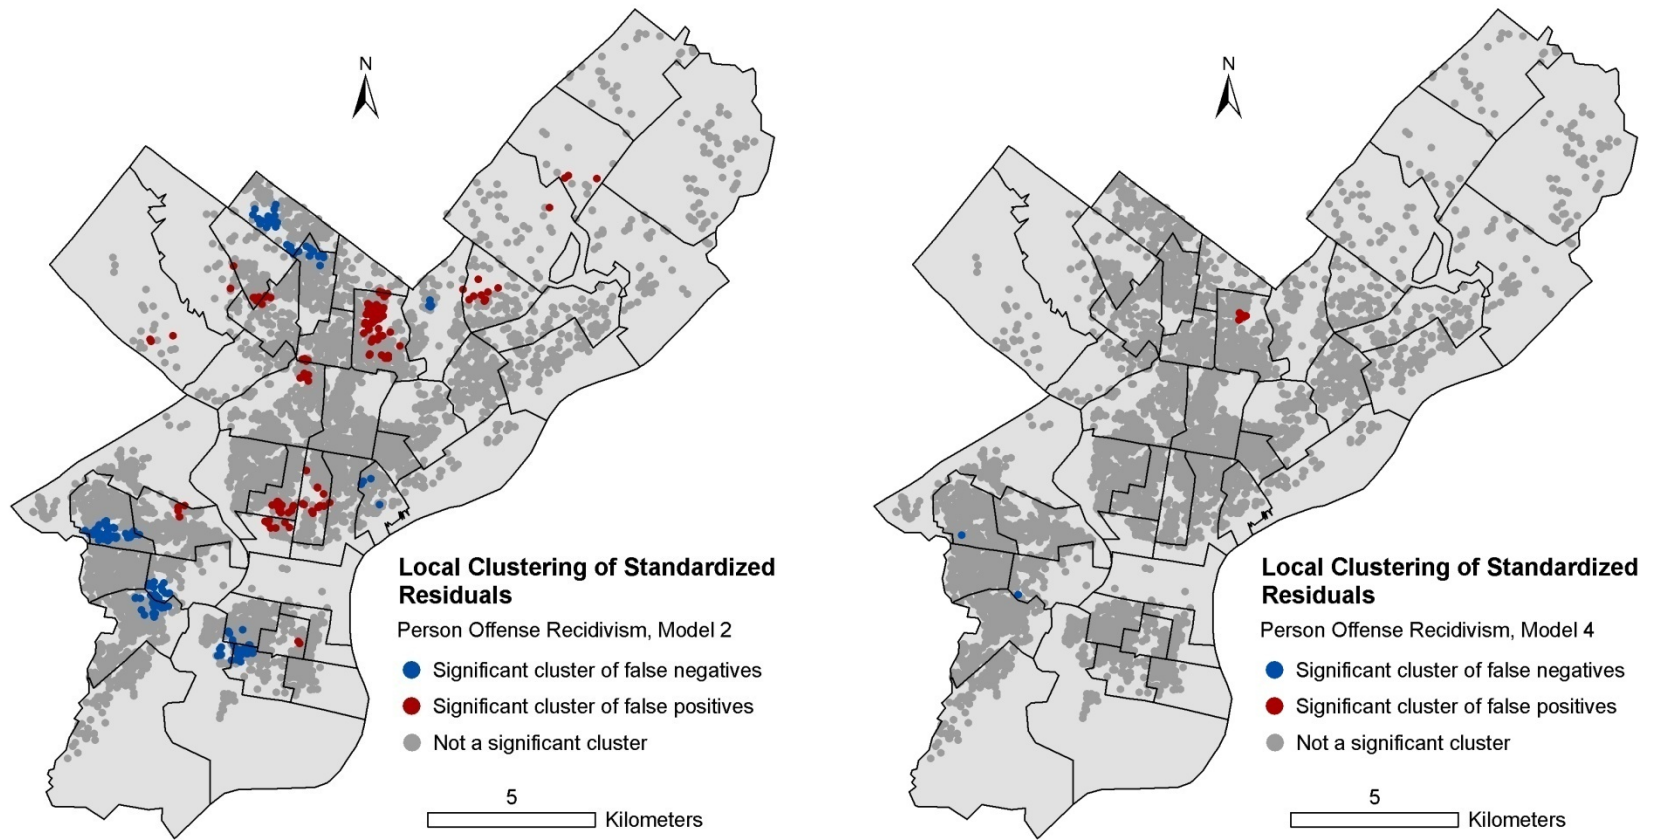 N
Local Clustering of Standardized
Residuals
Person Offense Recidivism, Model 2
Significant cluster of false negatives
Significant cluster of false positives
Not a significant cluster
5
Kilometers
N
Local Clustering of Standardized
Residuals
Person Offense Recidivism, Model 4
Significant cluster of false negatives
Significant cluster of false positives
Not a significant cluster
5
Kilometers